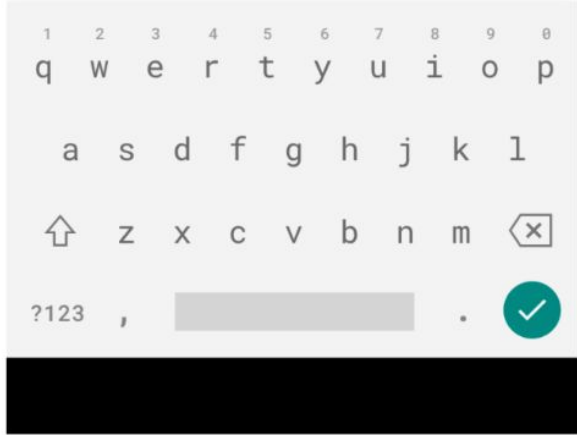 1 2 3 4 5 6 7 8 9 0
q w e r t y u i o p
a s d f g h j k l
z x c v b n m
?123 , .